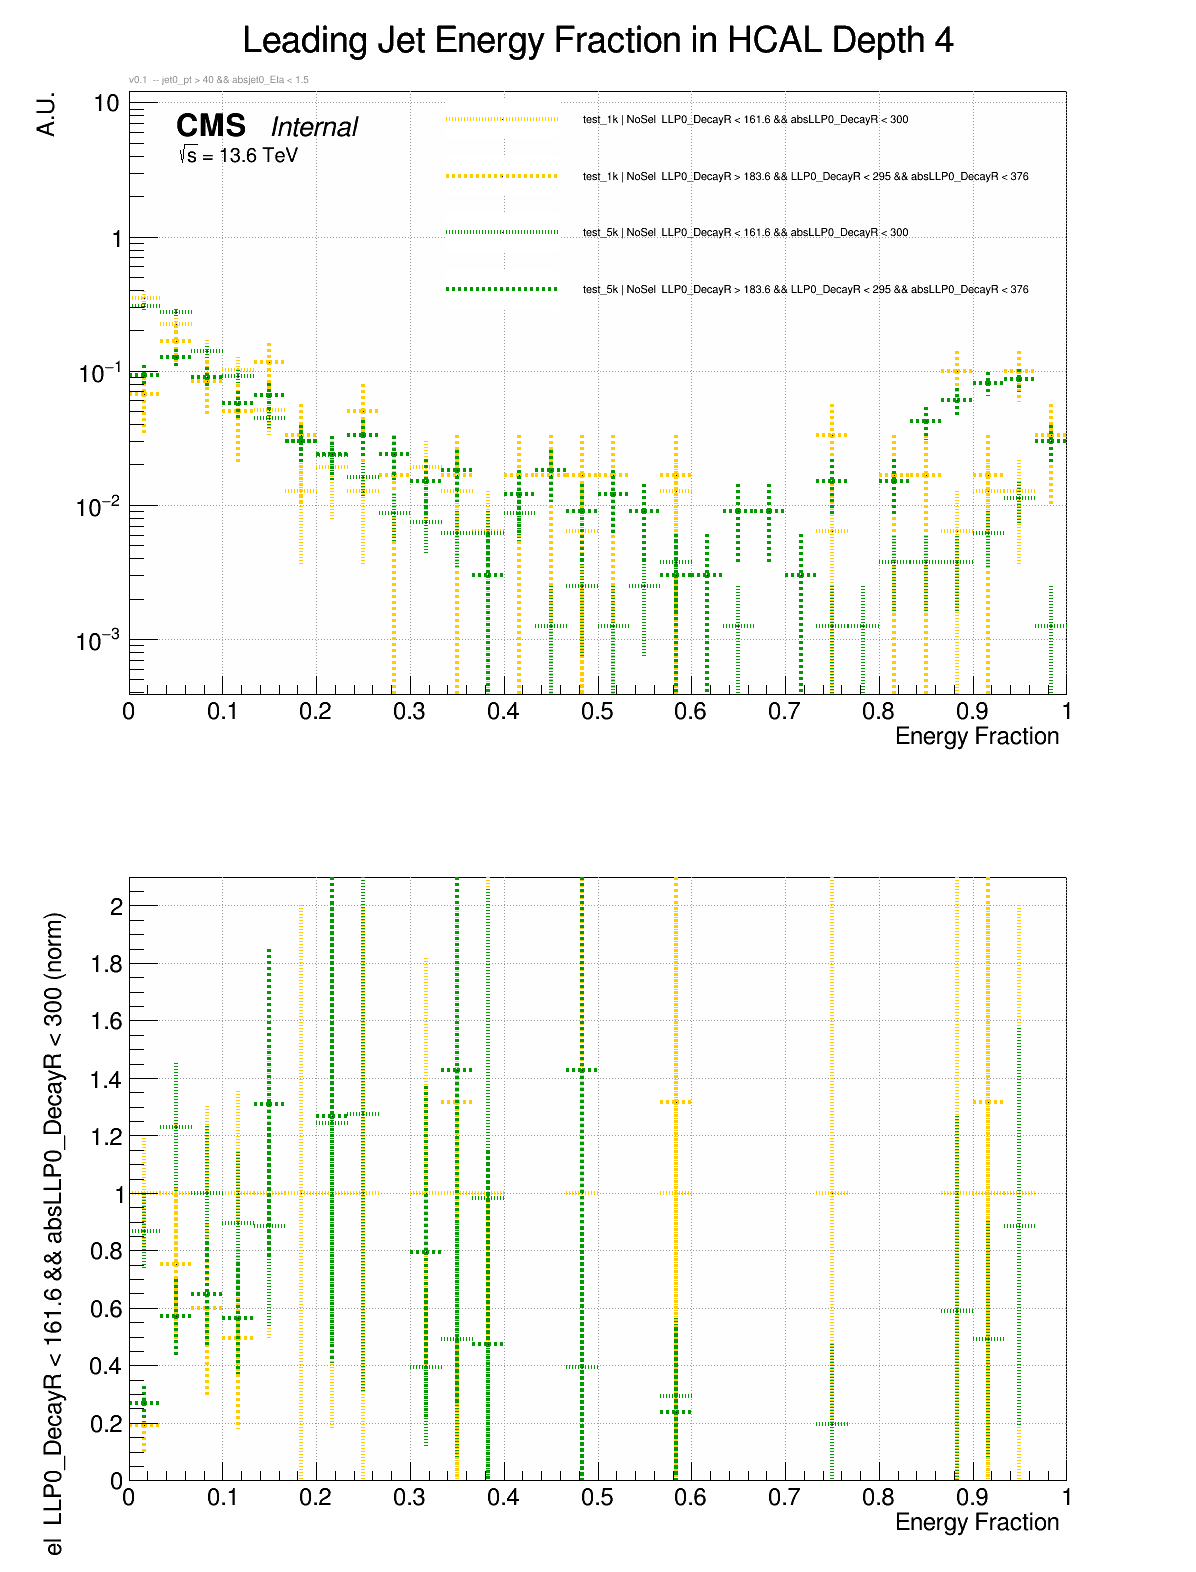 Leading Jet Energy Fraction in HCAL Depth 4
v0.1 -- jet0_pt > 40 && absjet0_Eta < 1.5
A.U.
CMS Internal
√s = 13.6 TeV
test_1k | NoSel LLP0_DecayR < 161.6 && absLLP0_DecayR < 300
test_1k | NoSel LLP0_DecayR > 183.6 && LLP0_DecayR < 295 && absLLP0_DecayR < 376
test_5k | NoSel LLP0_DecayR < 161.6 && absLLP0_DecayR < 300
test_5k | NoSel LLP0_DecayR > 183.6 && LLP0_DecayR < 295 && absLLP0_DecayR < 376
10
1
10⁻¹
10⁻²
10⁻³
0 0.1 0.2 0.3 0.4 0.5 0.6 0.7 0.8 0.9 1
Energy Fraction
el LLP0_DecayR < 161.6 && absLLP0_DecayR < 300 (norm)
2
1.8
1.6
1.4
1.2
1
0.8
0.6
0.4
0.2
0
0 0.1 0.2 0.3 0.4 0.5 0.6 0.7 0.8 0.9 1
Energy Fraction